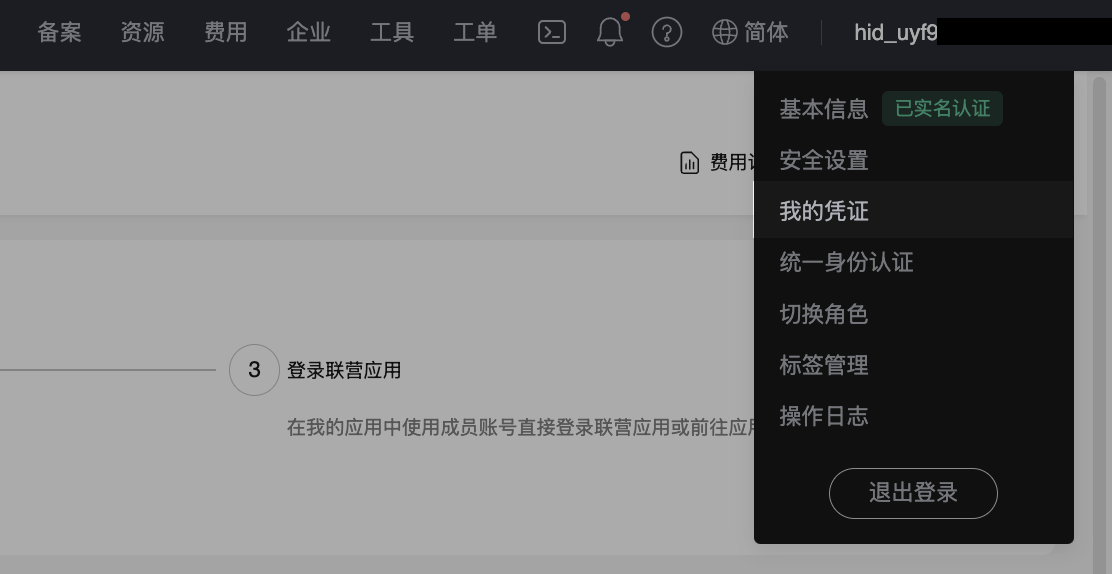 备案 资源 费用 企业 工具 工单 简体 hid_uyf9
基本信息 已实名认证
安全设置
费用
我的凭证
统一身份认证
切换角色
3 登录联营应用
标签管理
操作日志
在我的应用中使用成员账号直接登录联营应用或前往应
退出登录